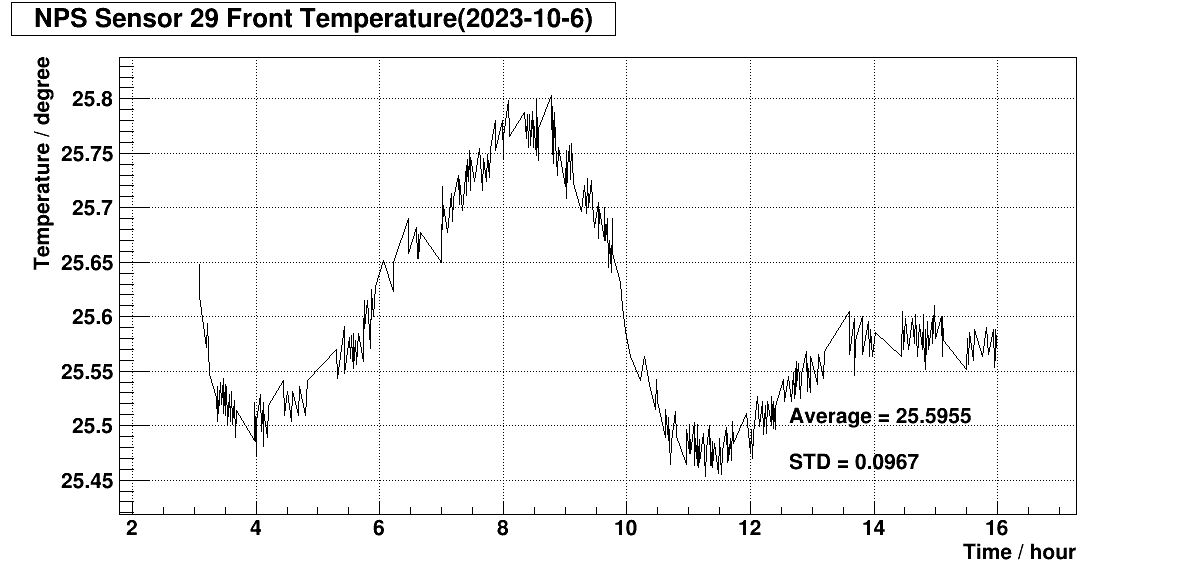 NPS Sensor 29 Front Temperature(2023-10-6)
Temperature / degree
25.8
25.75
25.7
25.65
25.6
25.55
25.5
25.45
Average = 25.5955
STD = 0.0967
2 4 6 8 10 12 14 16
Time / hour